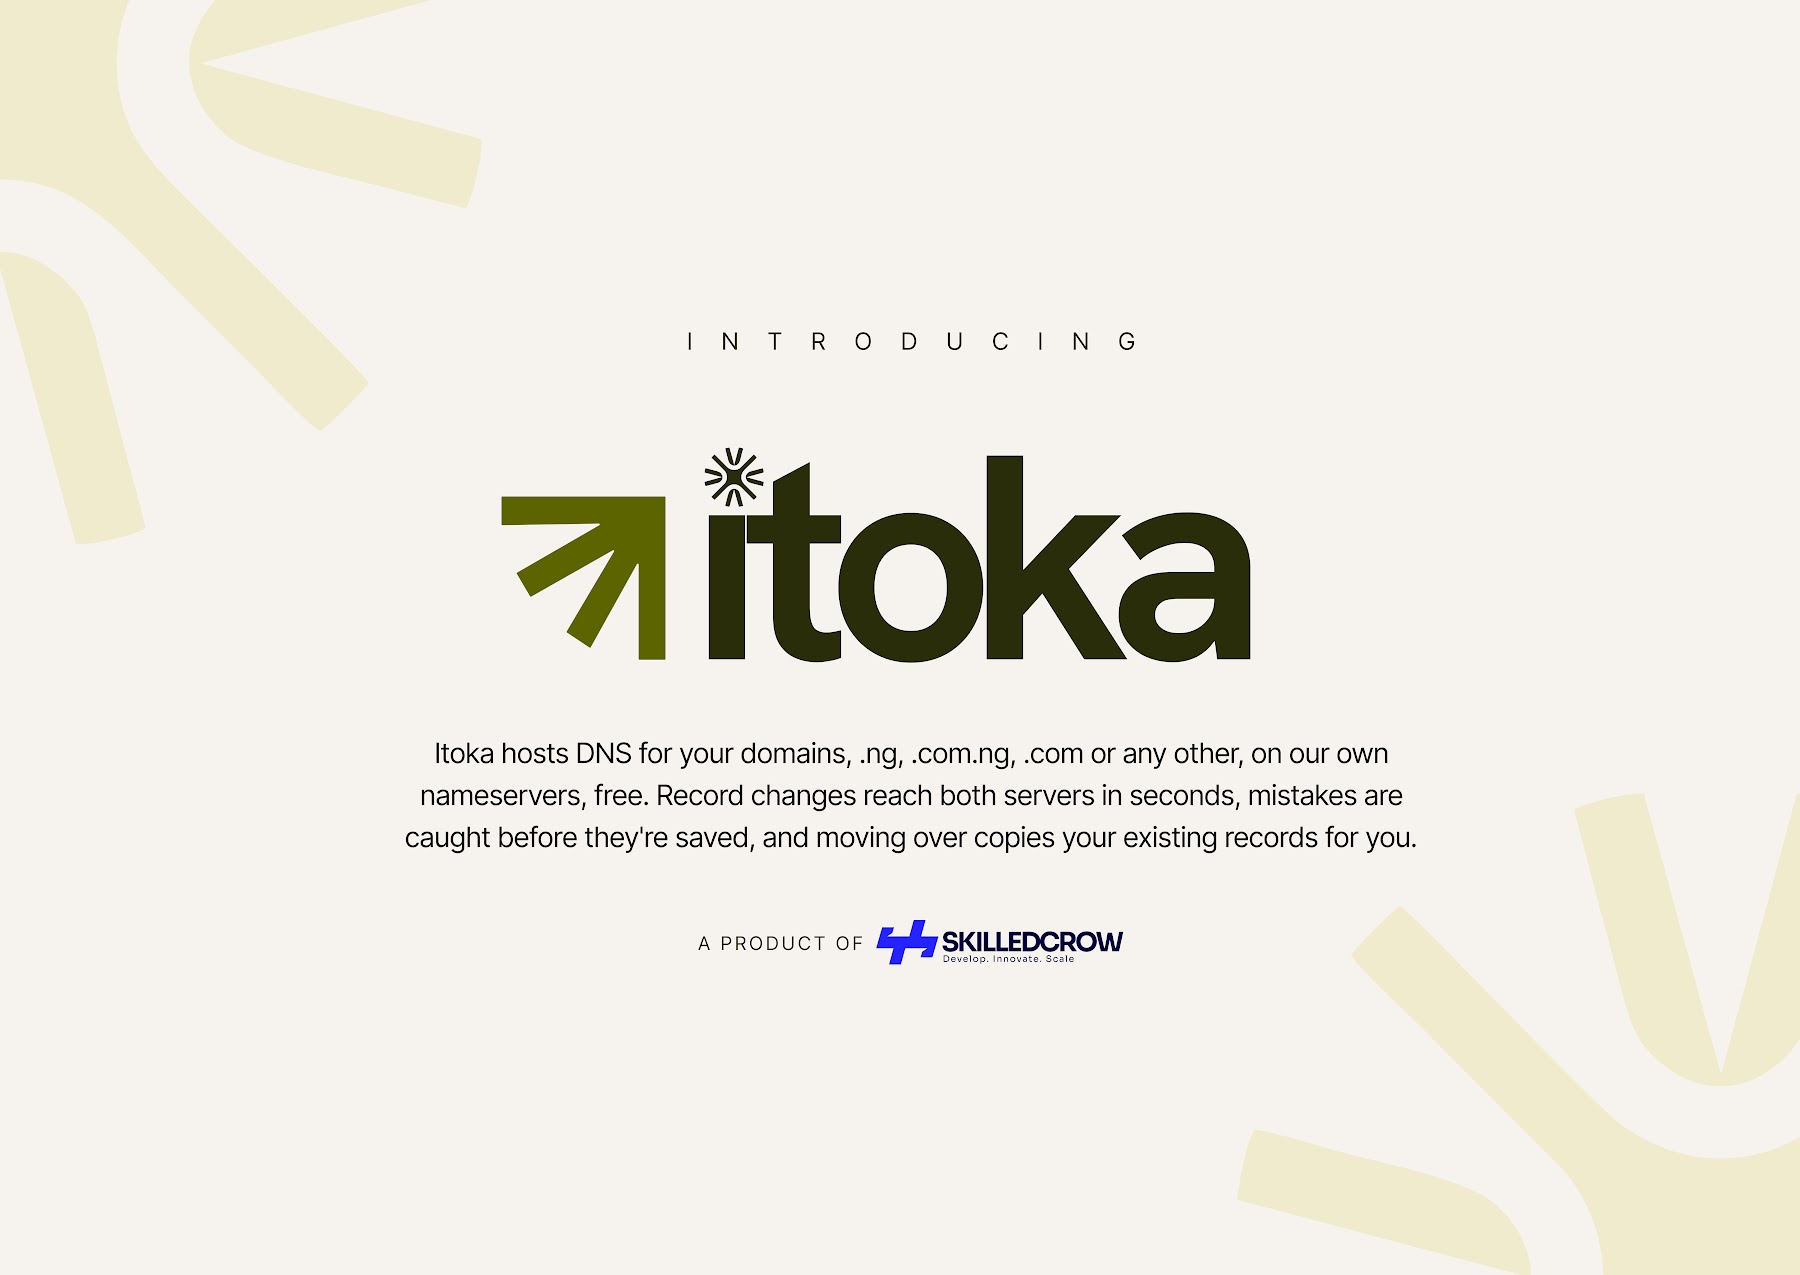 INTRODUCING
itoka
Itoka hosts DNS for your domains, .ng, .com.ng, .com or any other, on our own
nameservers, free. Record changes reach both servers in seconds, mistakes are
caught before they're saved, and moving over copies your existing records for you.
A PRODUCT OF SKILLEDCROW
Develop. Innovate. Scale